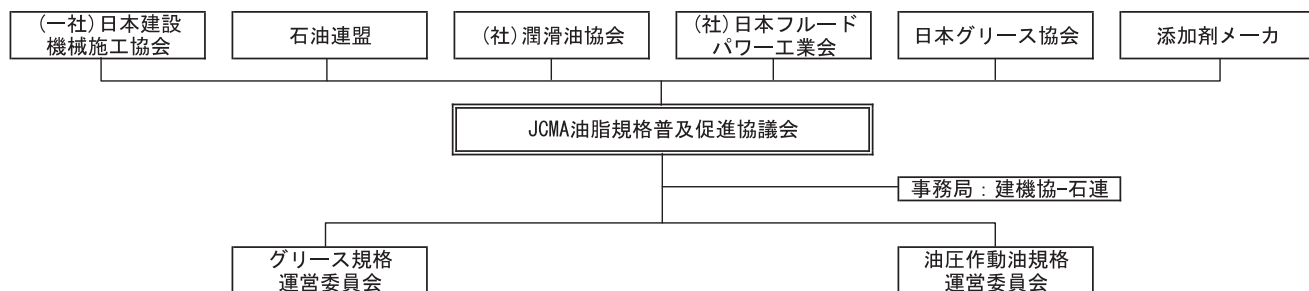 (一社)日本建設
機械施工協会
石油連盟
(社)潤滑油協会
(社)日本フルード
パワー工業会
日本グリース協会
添加剤メーカ
JCMA油脂規格普及促進協議会
事務局：建機協-石連
グリース規格
運営委員会
油圧作動油規格
運営委員会